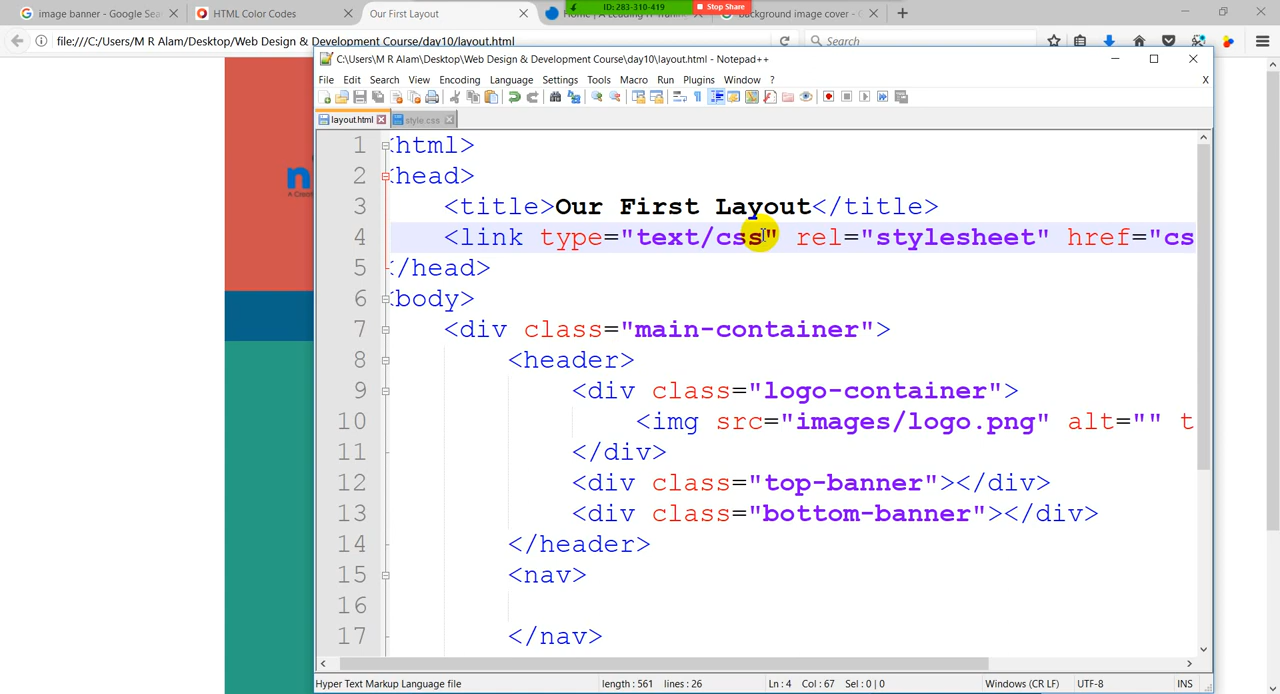 image banner - Google Sea
HTML Color Codes
Our First Layout
ID: 283-310-419
Stop Share
background image cover -
file:///C:/Users/M R Alam/Desktop/Web Design & Development Course/day10/layout.html
Search
C:\Users\M R Alam\Desktop\Web Design & Development Course\day10\layout.html - Notepad++
File Edit Search View Encoding Language Settings Tools Macro Run Plugins Window ?
X
layout.html style.css
1 <html>
2 <head>
3 <title>Our First Layout</title>
4 <link type="text/css" rel="stylesheet" href="cs
5 </head>
6 <body>
7 <div class="main-container">
8 <header>
9 <div class="logo-container">
10 <img src="images/logo.png" alt="" t
11 </div>
12 <div class="top-banner"></div>
13 <div class="bottom-banner"></div>
14 </header>
15 <nav>
16
17 </nav>
Hyper Text Markup Language file length : 561 lines : 26 Ln : 4 Col : 67 Sel : 0 | 0 Windows (CR LF) UTF-8 INS